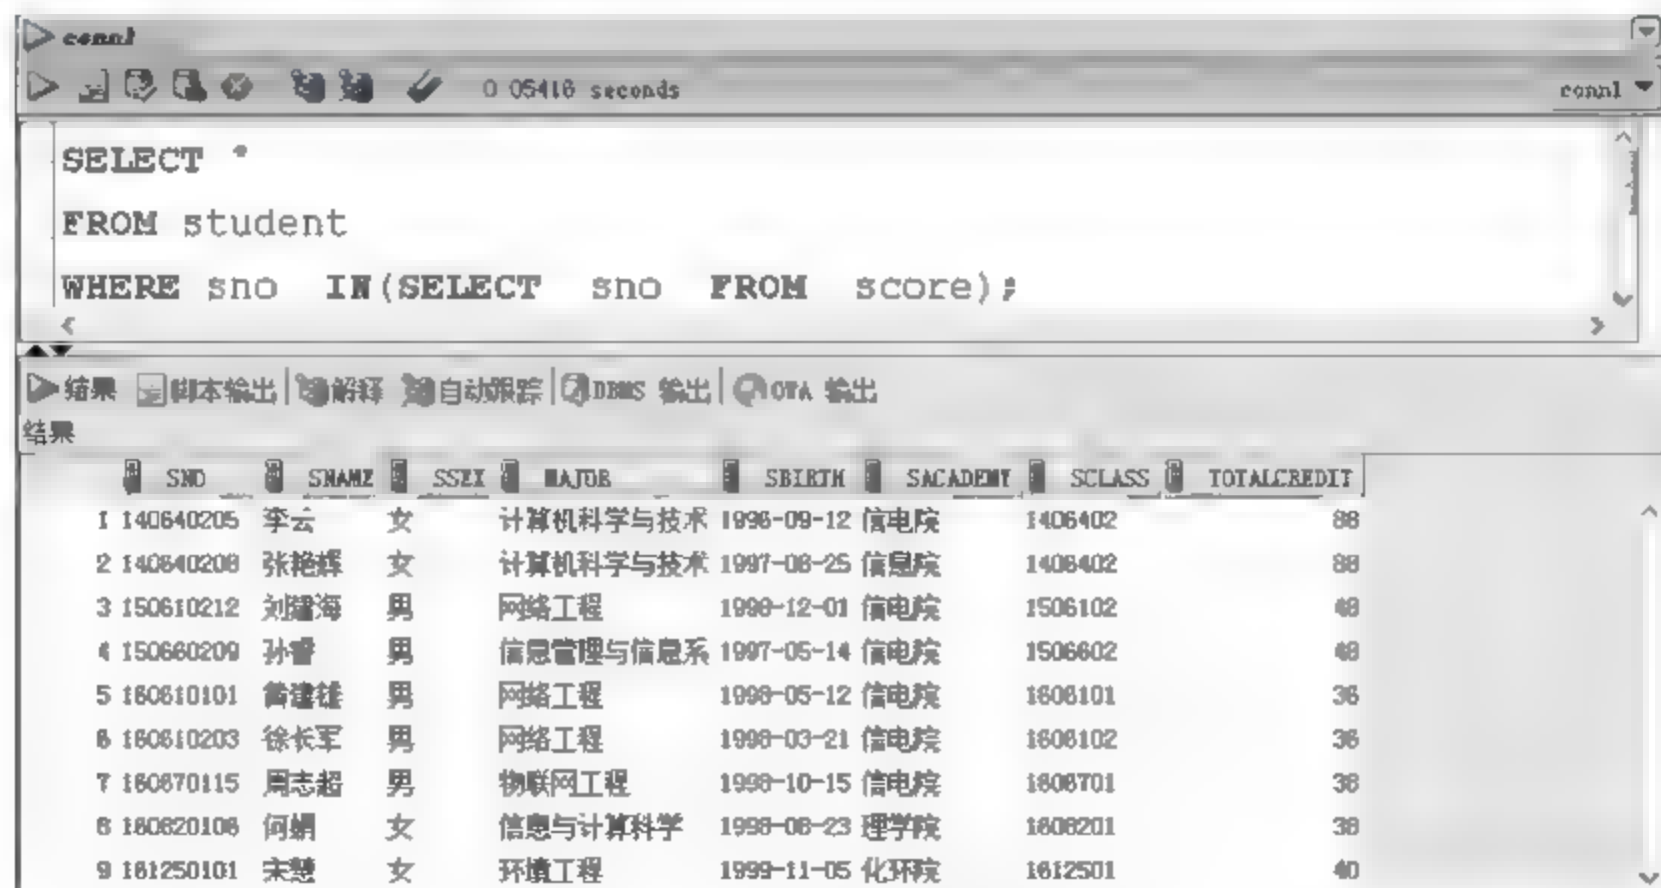 conn1
0.05416 seconds conn1
SELECT *
FROM student
WHERE sno IN(SELECT sno FROM score);
结果 脚本输出 解释 自动跟踪 DBMS 输出 OWA 输出
结果
SNO SNAME SSEX MAJOR SBIRTH SACADEMY SCLASS TOTALCREDIT
1 140640205 李云 女 计算机科学与技术 1996-09-12 信电院 1406402
2 140640208 张艳辉 女 计算机科学与技术 1997-08-25 信息院 1406402
3 150610212 刘建海 男 网络工程 1998-12-01 信电院 1506102 48
4 150660209 孙睿 男 信息管理与信息系 1997-05-14 信电院 1506602 48
5 160610101 男 网络工程 1998-05-12 信电院 1606101 36
6 160610203 徐长军 男 网络工程 1998-03-21 信电院 1606102 36
7 160670115 周志超 男 物联网工程 1998-10-15 信电院 1606701
8 160620106 何娟 女 信息与计算科学 1998-08-23 理学院 1606201
9 161250101 宋慧 女 环境工程 1999-11-05 化环院 1612501 40